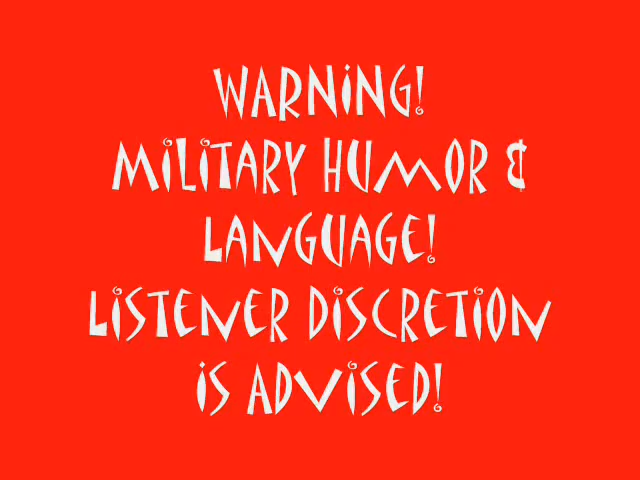 WARNING!
MILITARY HUMOR &
LANGUAGE!
LISTENER DISCRETION
IS ADVISED!